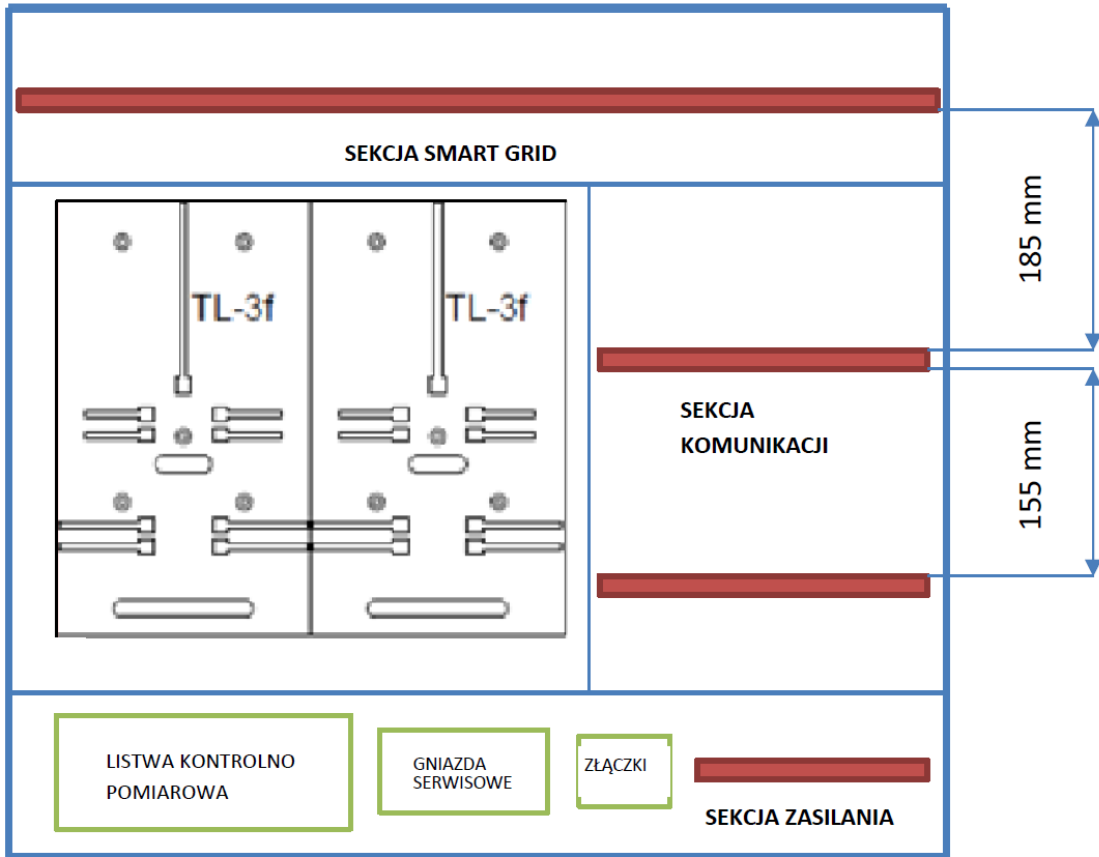 SEKCJA SMART GRID
185 mm
TL-3f
TL-3f
SEKCJA
KOMUNIKACJI
155 mm
LISTWA KONTROLNO
POMIAROWA
GNIAZDA
SERWISOWE
ZŁĄCZKI
SEKCJA ZASILANIA